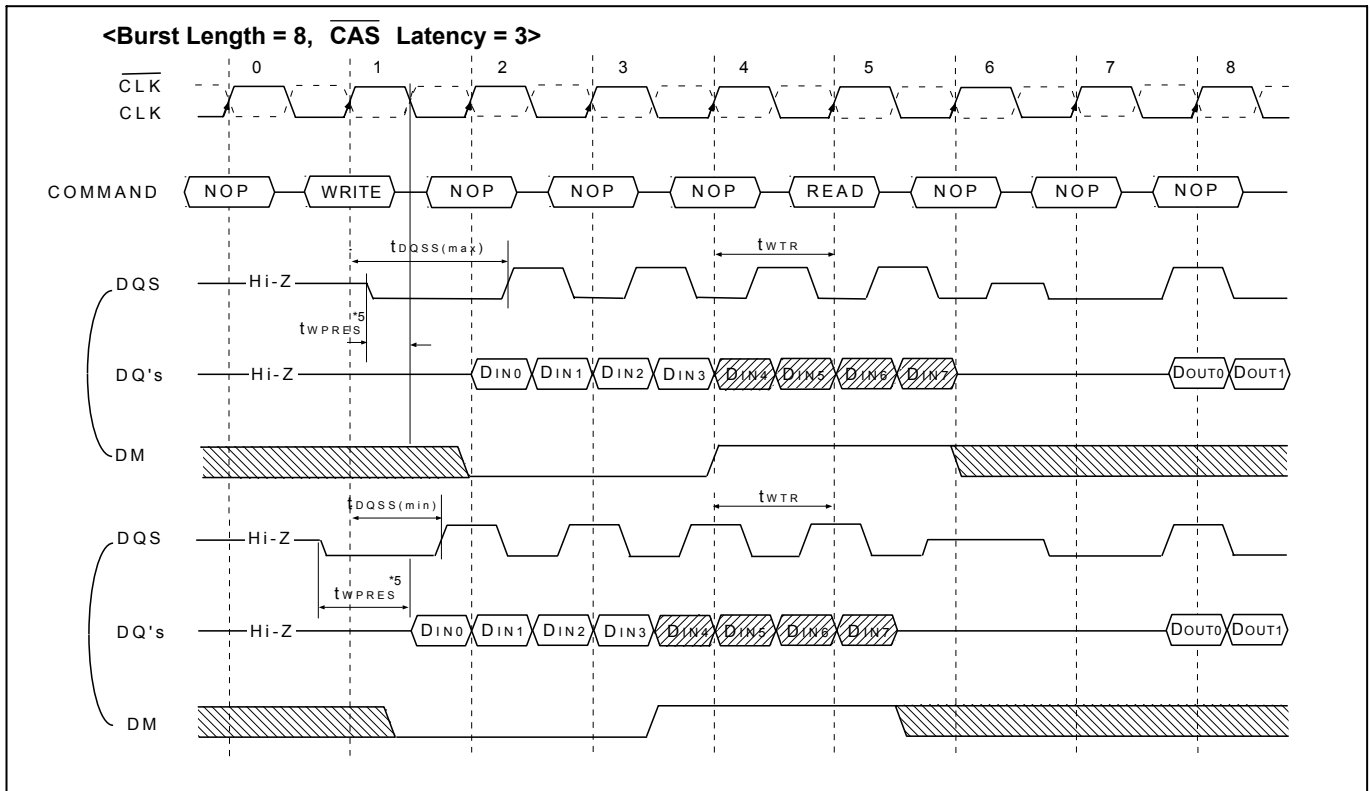 <Burst Length = 8, CAS Latency = 3>
0 1 2 3 4 5 6 7 8
CLK
CLK
COMMAND NOP WRITE NOP NOP NOP READ NOP NOP NOP
tDQSS(max) tWTR
DQS Hi-Z
tWPRES*5
DQ's Hi-Z DIN0 DIN1 DIN2 DIN3 DIN4 DIN5 DIN6 DIN7 DOUT0 DOUT1
DM
tDQSS(min) tWTR
DQS Hi-Z
tWPRES*5
DQ's Hi-Z DIN0 DIN1 DIN2 DIN3 DIN4 DIN5 DIN6 DIN7 DOUT0 DOUT1
DM